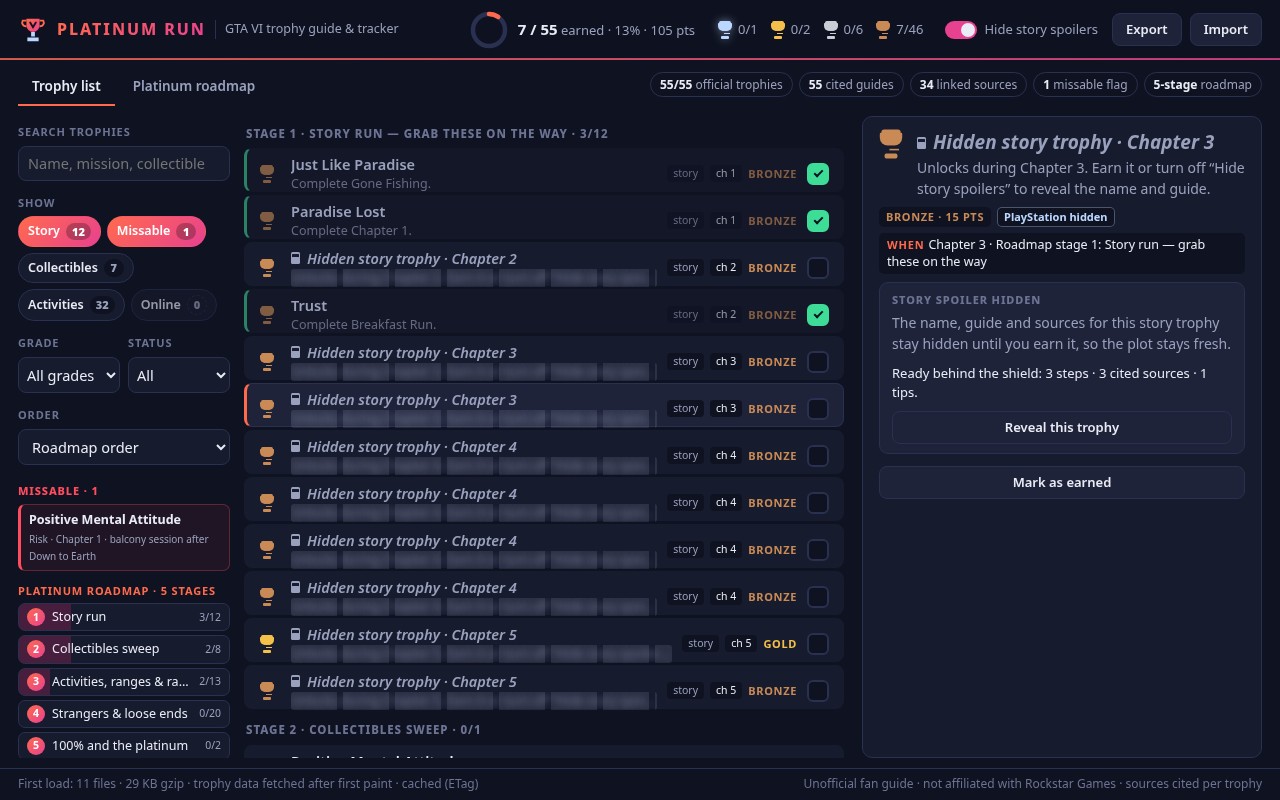 PLATINUM RUN
GTA VI trophy guide & tracker
7 / 55 earned · 13% · 105 pts
0/1
0/2
0/6
7/46
Hide story spoilers
Export
Import
Trophy list
Platinum roadmap
55/55 official trophies
55 cited guides
34 linked sources
1 missable flag
5-stage roadmap
SEARCH TROPHIES
Name, mission, collectible
SHOW
Story 12
Missable 1
Collectibles 7
Activities 32
Online 0
GRADE
STATUS
All grades
All
ORDER
Roadmap order
MISSABLE · 1
Positive Mental Attitude
Risk · Chapter 1 · balcony session after
Down to Earth
PLATINUM ROADMAP · 5 STAGES
1 Story run 3/12
2 Collectibles sweep 2/8
3 Activities, ranges & ra... 2/13
4 Strangers & loose ends 0/20
5 100% and the platinum 0/2
STAGE 1 · STORY RUN — GRAB THESE ON THE WAY · 3/12
Just Like Paradise
Complete Gone Fishing.
story ch 1 BRONZE
Paradise Lost
Complete Chapter 1.
story ch 1 BRONZE
Hidden story trophy · Chapter 2
story ch 2 BRONZE
Trust
Complete Breakfast Run.
story ch 2 BRONZE
Hidden story trophy · Chapter 3
story ch 3 BRONZE
Hidden story trophy · Chapter 3
story ch 3 BRONZE
Hidden story trophy · Chapter 4
story ch 4 BRONZE
Hidden story trophy · Chapter 4
story ch 4 BRONZE
Hidden story trophy · Chapter 4
story ch 4 BRONZE
Hidden story trophy · Chapter 4
story ch 4 BRONZE
Hidden story trophy · Chapter 5
story ch 5 GOLD
Hidden story trophy · Chapter 5
story ch 5 BRONZE
STAGE 2 · COLLECTIBLES SWEEP · 0/1
Hidden story trophy · Chapter 3
Unlocks during Chapter 3. Earn it or turn off “Hide
story spoilers” to reveal the name and guide.
BRONZE · 15 PTS
PlayStation hidden
WHEN Chapter 3 · Roadmap stage 1: Story run — grab
these on the way
STORY SPOILER HIDDEN
The name, guide and sources for this story trophy
stay hidden until you earn it, so the plot stays fresh.
Ready behind the shield: 3 steps · 3 cited sources · 1
tips.
Reveal this trophy
Mark as earned
First load: 11 files · 29 KB gzip · trophy data fetched after first paint · cached (ETag)
Unofficial fan guide · not affiliated with Rockstar Games · sources cited per trophy